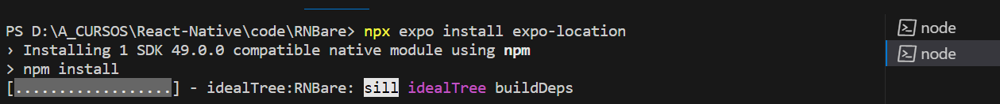 PS D:\A_CURSOS\React-Native\code\RNBare> npx expo install expo-location
› Installing 1 SDK 49.0.0 compatible native module using npm
> npm install
[..................] - idealTree:RNBare: sill idealTree buildDeps
node
node